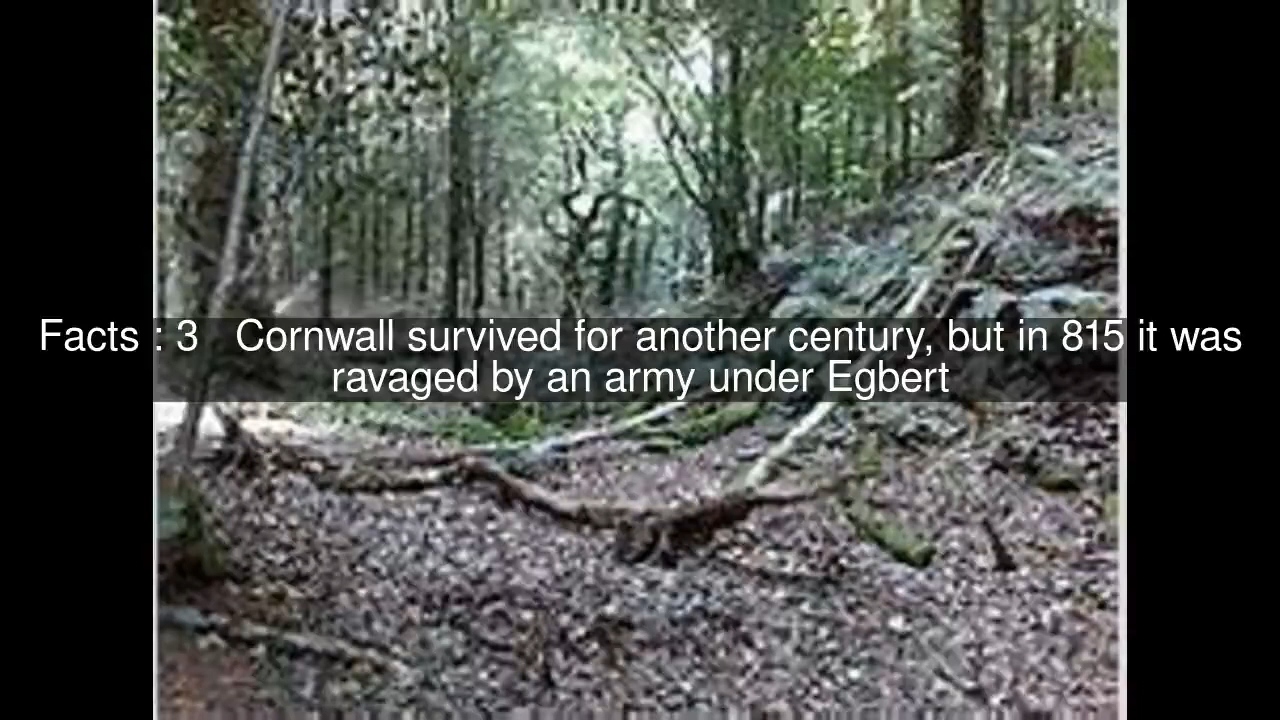 Facts : 3 Cornwall survived for another century, but in 815 it was
ravaged by an army under Egbert